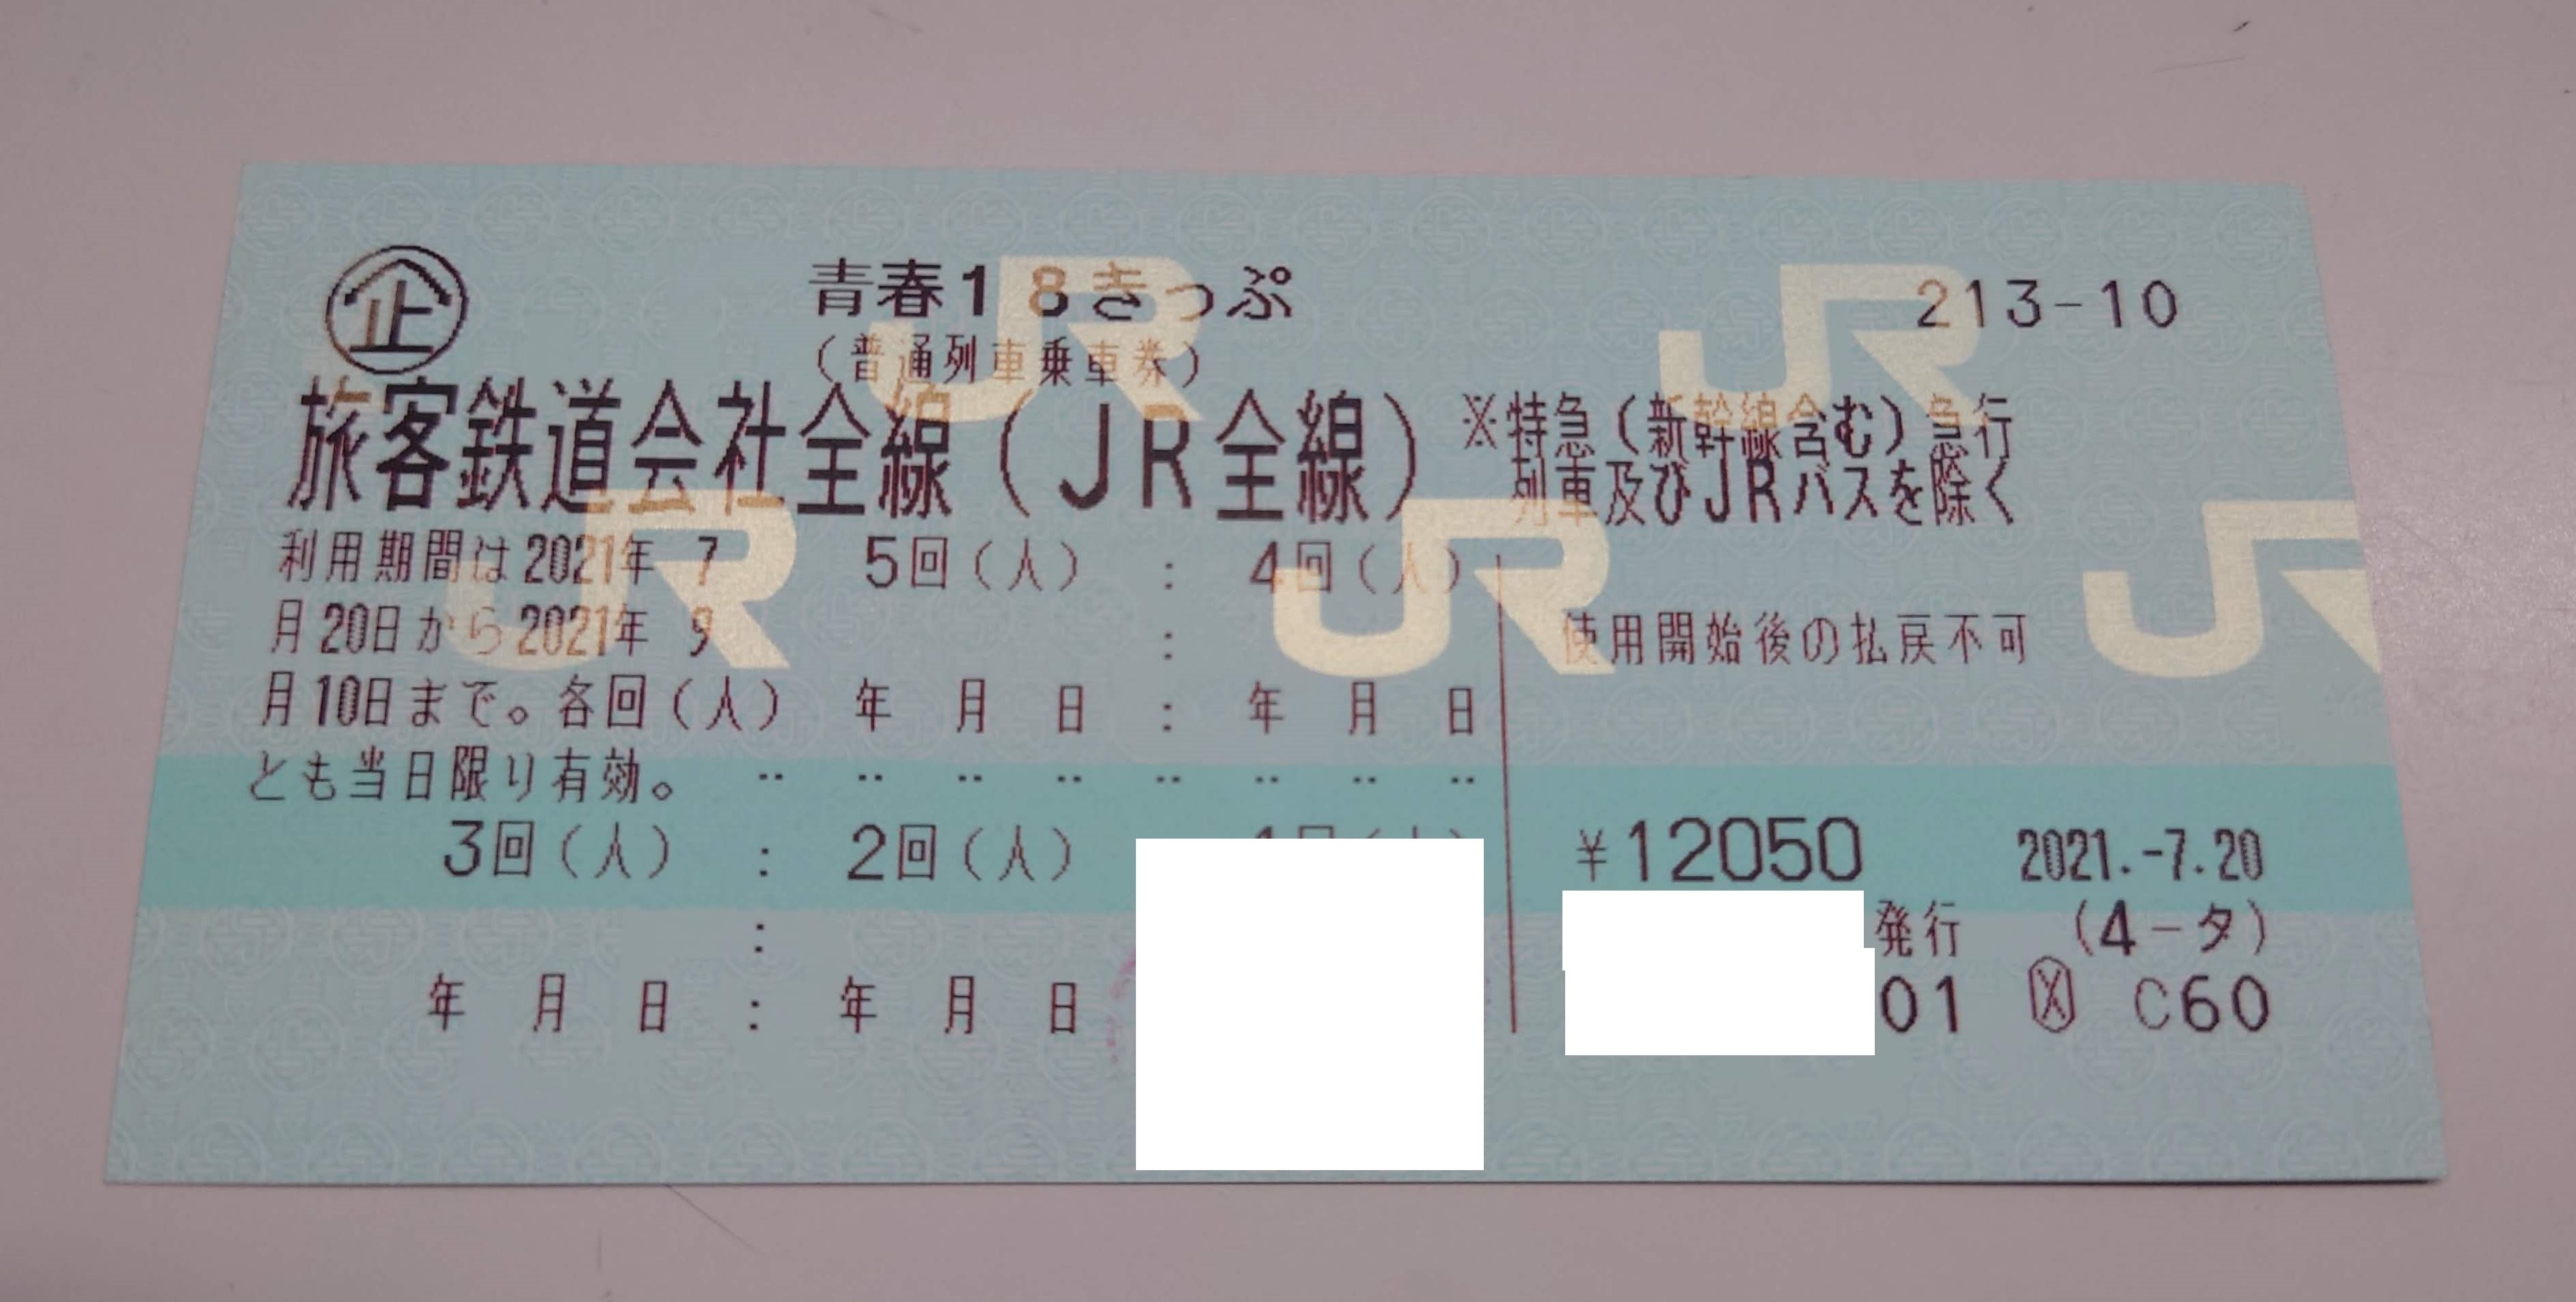 企 青春18きっぷ 213-10
(普通列車乗車券)
旅客鉄道会社全線(JR全線) ※特急(新幹線含む)急行
列車及びJRバスを除く
利用期間は2021年 7 5回(人) : 4回(人)
月20日から2021年 9 : 使用開始後の払戻不可
月10日まで。各回(人) 年 月 日 : 年 月 日
とも当日限り有効。 ‥ ‥ ‥ ‥ ‥ ‥ ‥ ‥
3回(人) : 2回(人) ¥12050 2021.-7.20
: 発行 (4-タ)
年 月 日 : 年 月 日 01 C60
JR
JR
JR
JR
JR